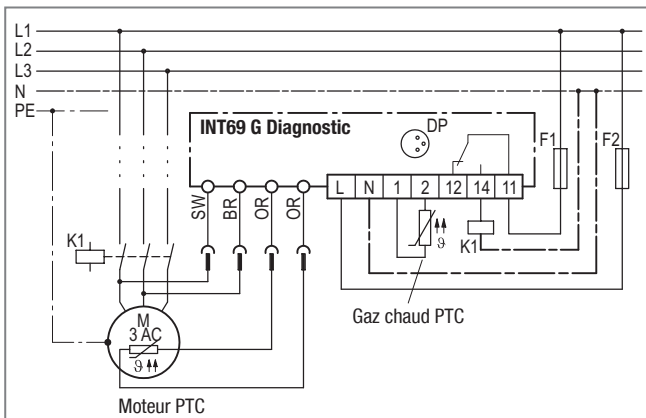 L1
L2
L3
N
PE
INT69 G Diagnostic
DP
F1
F2
L N 1 2 12 14 11
SW BR OR OR
K1
ϑ
K1
Gaz chaud PTC
M
3 AC
ϑ
Moteur PTC